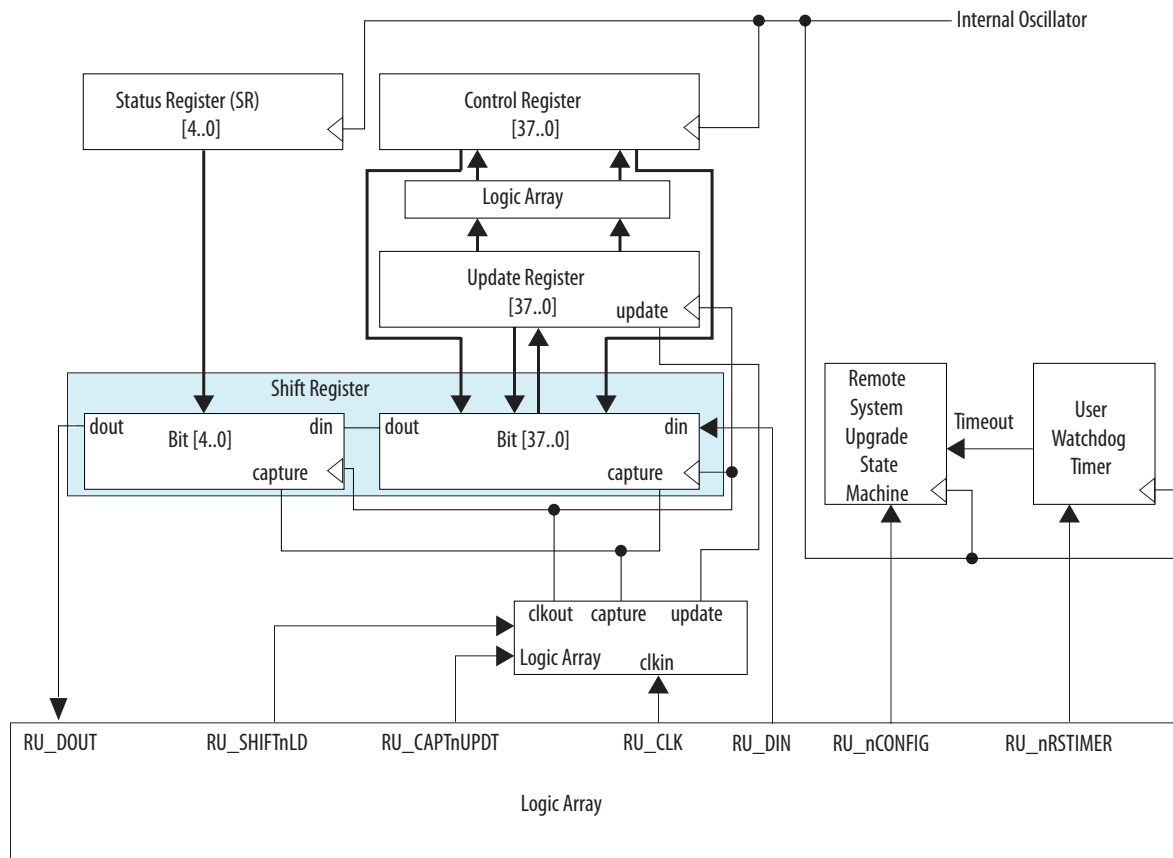 Internal Oscillator
Status Register (SR)
[4..0]
Control Register
[37..0]
Logic Array
Update Register
[37..0]
update
Shift Register
dout
Bit [4..0]
din
capture
dout
Bit [37..0]
din
capture
Remote
System
Upgrade
State
Machine
Timeout
User
Watchdog
Timer
clkout
capture
update
Logic Array
clkin
RU_DOUT
RU_SHIFTnLD
RU_CAPTnUPDT
RU_CLK
RU_DIN
RU_nCONFIG
RU_nRSTIMER
Logic Array